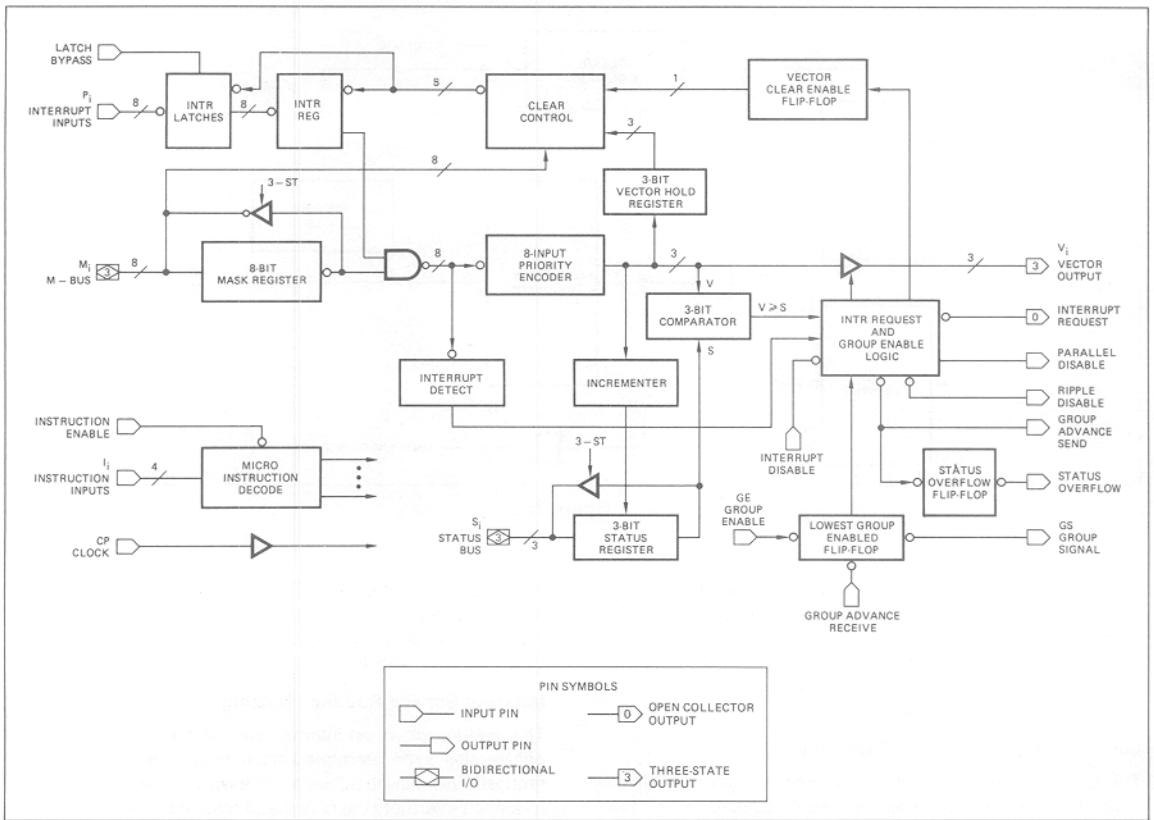 LATCH
BYPASS
Pi
INTERRUPT
INPUTS
8
INTR
LATCHES
8
INTR
REG
8
CLEAR
CONTROL
1
VECTOR
CLEAR ENABLE
FLIP-FLOP
3
8
3-BIT
VECTOR HOLD
REGISTER
3-ST
Mi
M-BUS
3
8
8-BIT
MASK REGISTER
8
8-INPUT
PRIORITY
ENCODER
3
V
3-BIT
COMPARATOR
V ≥ S
S
3
3
Vi
VECTOR
OUTPUT
INTR REQUEST
AND
GROUP ENABLE
LOGIC
0
INTERRUPT
REQUEST
PARALLEL
DISABLE
RIPPLE
DISABLE
GROUP
ADVANCE
SEND
INTERRUPT
DETECT
INCREMENTER
INTERRUPT
DISABLE
STATUS
OVERFLOW
FLIP-FLOP
STATUS
OVERFLOW
INSTRUCTION
ENABLE
Ii
INSTRUCTION
INPUTS
4
MICRO
INSTRUCTION
DECODE
3-ST
Si
STATUS
BUS
3
3
3-BIT
STATUS
REGISTER
GE
GROUP
ENABLE
LOWEST GROUP
ENABLED
FLIP-FLOP
GS
GROUP
SIGNAL
CP
CLOCK
GROUP ADVANCE
RECEIVE
PIN SYMBOLS
INPUT PIN
0
OPEN COLLECTOR
OUTPUT
OUTPUT PIN
BIDIRECTIONAL
I/O
3
THREE-STATE
OUTPUT